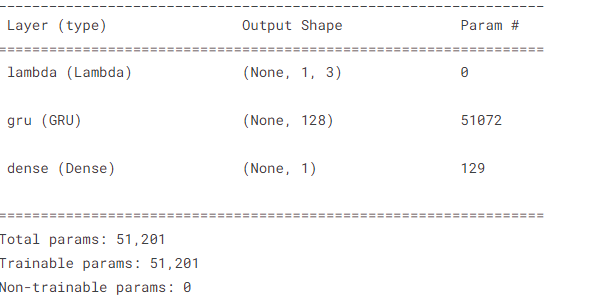 Layer (type) Output Shape Param #
lambda (Lambda) (None, 1, 3) 0
gru (GRU) (None, 128) 51072
dense (Dense) (None, 1) 129
Total params: 51,201
Trainable params: 51,201
Non-trainable params: 0